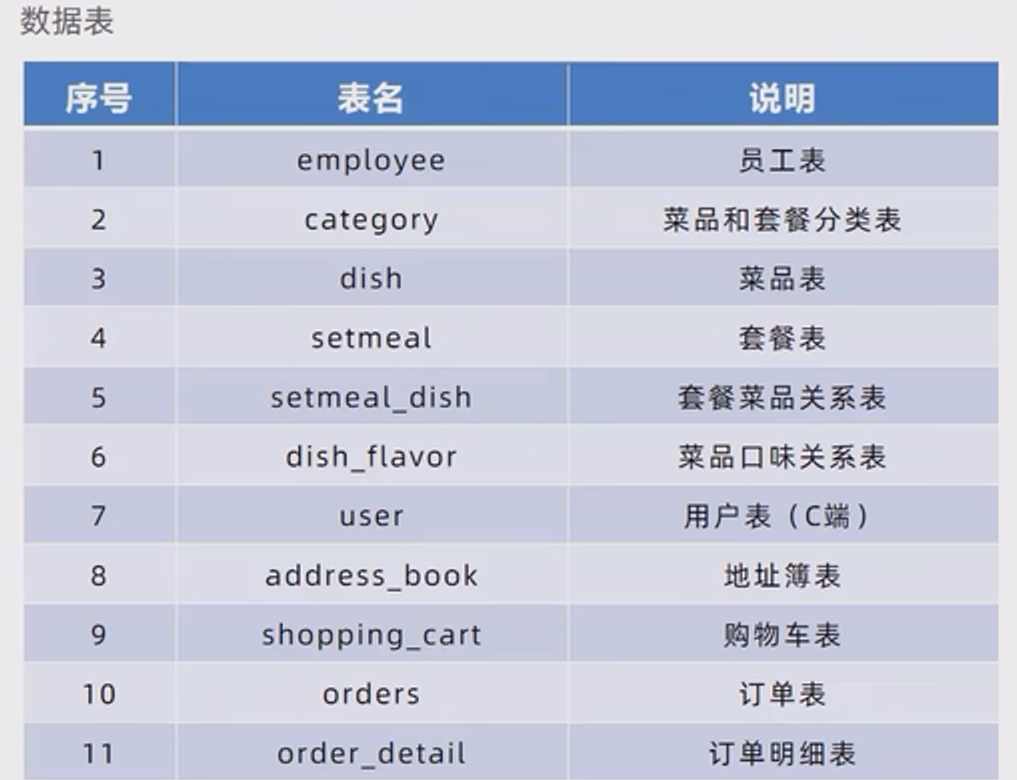 数据表
序号 表名 说明
1 employee 员工表
2 category 菜品和套餐分类表
3 dish 菜品表
4 setmeal 套餐表
5 setmeal_dish 套餐菜品关系表
6 dish_flavor 菜品口味关系表
7 user 用户表（C端）
8 address_book 地址簿表
9 shopping_cart 购物车表
10 orders 订单表
11 order_detail 订单明细表